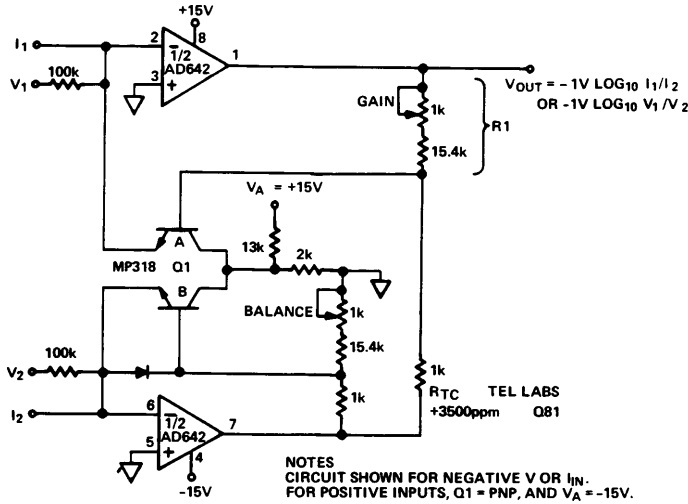 +15V
I1
2
8
1
1/2
AD642
3
V1
100k
VOUT = – 1V LOG10 I1/I2
OR -1V LOG10 V1/V2
GAIN
1k
R1
15.4k
VA = +15V
A
13k
2k
MP318
Q1
B
BALANCE
1k
15.4k
100k
V2
1k
1k
RTC
TEL LABS
+3500ppm
Q81
I2
6
7
1/2
AD642
5
4
-15V
NOTES
CIRCUIT SHOWN FOR NEGATIVE V OR IIN.
FOR POSITIVE INPUTS, Q1 = PNP, AND VA = -15V.